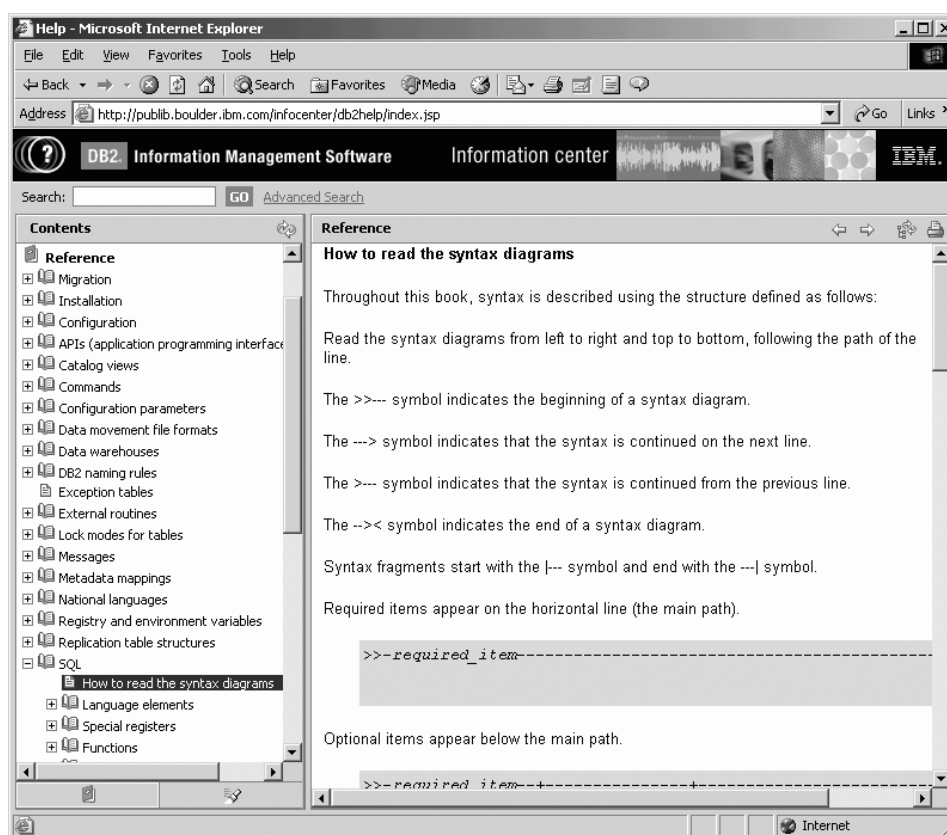 Help - Microsoft Internet Explorer
File Edit View Favorites Tools Help
Back Search Favorites Media
Address http://publib.boulder.ibm.com/infocenter/db2help/index.jsp Go Links »
DB2. Information Management Software Information center IBM.
Search: GO Advanced Search
Contents
Reference
Migration
Installation
Configuration
APIs (application programming interface
Catalog views
Commands
Configuration parameters
Data movement file formats
Data warehouses
DB2 naming rules
Exception tables
External routines
Lock modes for tables
Messages
Metadata mappings
National languages
Registry and environment variables
Replication table structures
SQL
How to read the syntax diagrams
Language elements
Special registers
Functions
Reference
How to read the syntax diagrams
Throughout this book, syntax is described using the structure defined as follows:
Read the syntax diagrams from left to right and top to bottom, following the path of the
line.
The >>--- symbol indicates the beginning of a syntax diagram.
The ---> symbol indicates that the syntax is continued on the next line.
The >--- symbol indicates that the syntax is continued from the previous line.
The --->< symbol indicates the end of a syntax diagram.
Syntax fragments start with the |--- symbol and end with the ---| symbol.
Required items appear on the horizontal line (the main path).
>>-required_item--------------------------------------------
Optional items appear below the main path.
>>-required_item--+---------------+-------------------------
Internet